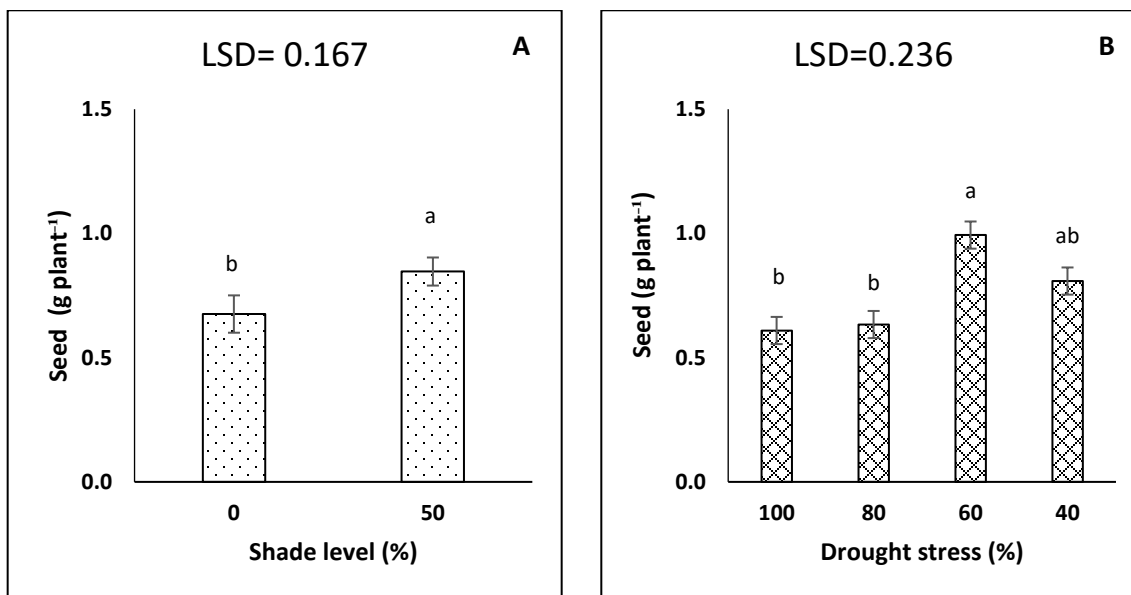 LSD= 0.167
A
1.5
1.0
0.5
0.0
Seed (g plant⁻¹)
b
a
0 50
Shade level (%)
LSD=0.236
B
1.5
1.0
0.5
0.0
Seed (g plant⁻¹)
b b a ab
100 80 60 40
Drought stress (%)